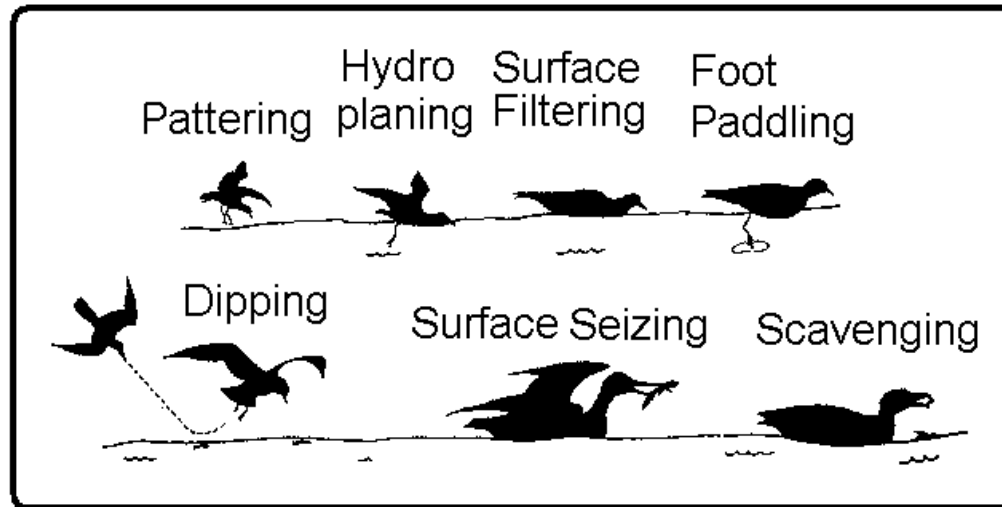 Pattering
Hydro
planing
Surface
Filtering
Foot
Paddling
Dipping
Surface Seizing
Scavenging